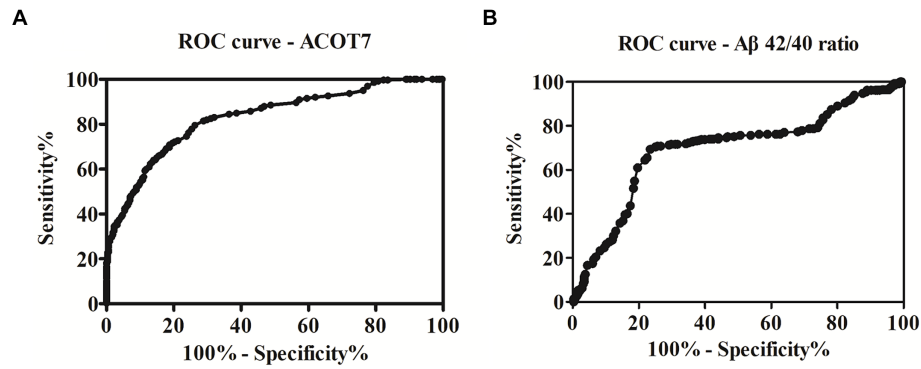 A
ROC curve - ACOT7
100
80
60
40
20
0
Sensitivity%
0 20 40 60 80 100
100% - Specificity%
B
ROC curve - Aβ 42/40 ratio
100
80
60
40
20
0
Sensitivity%
0 20 40 60 80 100
100% - Specificity%